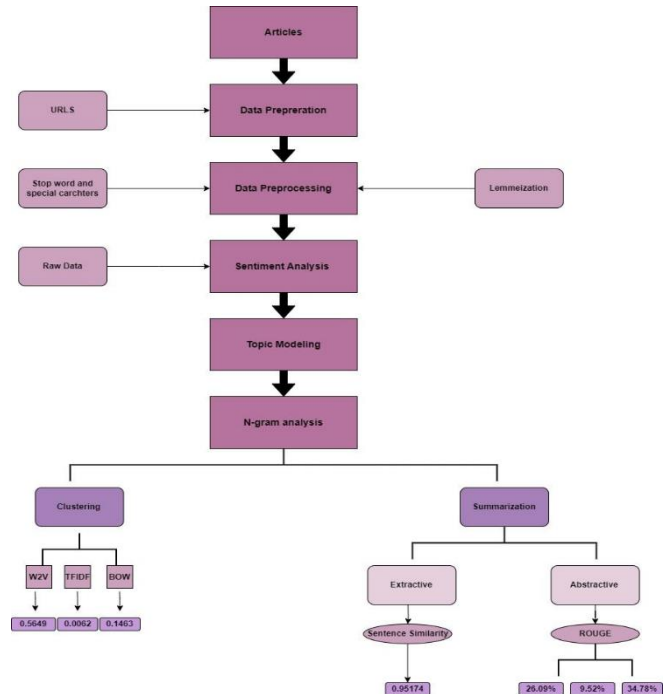 Articles
URLS
Data Prepreration
Stop word and
special carchters
Data Preprocessing
Lemmeization
Raw Data
Sentiment Analysis
Topic Modeling
N-gram analysis
Clustering
Summarization
W2V
TFIDF
BOW
Extractive
Abstractive
0.5649
0.0062
0.1463
Sentence Similarity
ROUGE
0.95174
26.09%
9.52%
34.78%